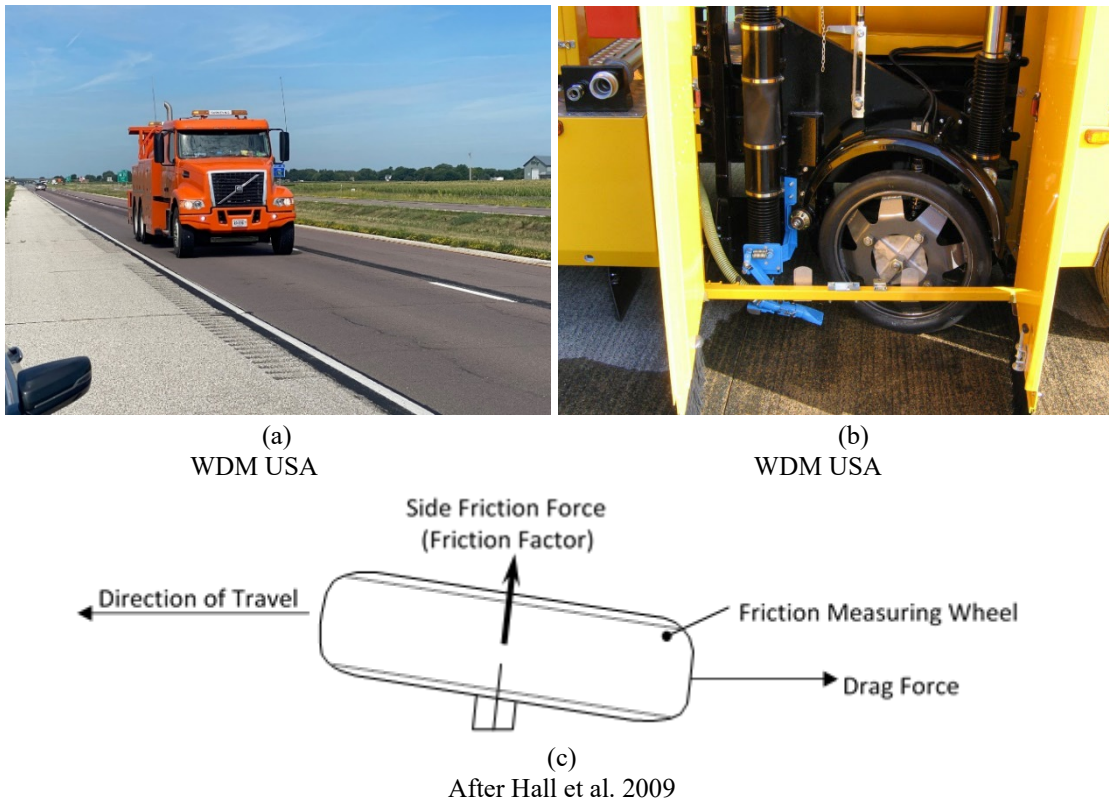 (a)
WDM USA
(b)
WDM USA
Side Friction Force
(Friction Factor)
Direction of Travel
Friction Measuring Wheel
Drag Force
(c)
After Hall et al. 2009